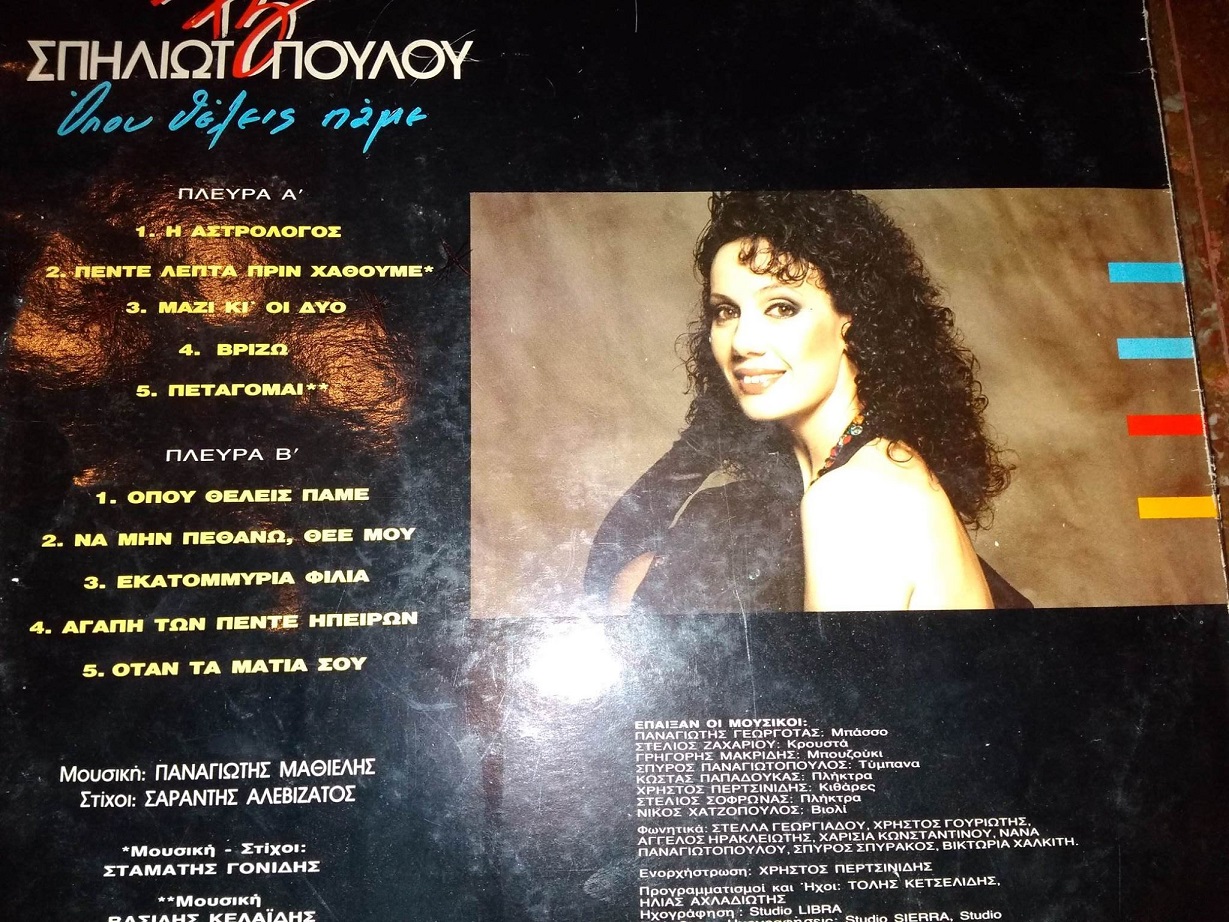 ΣΠΗΛΙΩΤΟΠΟΥΛΟΥ
Όπου θέλεις πάμε
ΠΛΕΥΡΑ Α'
1. Η ΑΣΤΡΟΛΟΓΟΣ
2. ΠΕΝΤΕ ΛΕΠΤΑ ΠΡΙΝ ΧΑΘΟΥΜΕ*
3. ΜΑΖΙ ΚΙ' ΟΙ ΔΥΟ
4. ΒΡΙΖΩ
5. ΠΕΤΑΓΟΜΑΙ**
ΠΛΕΥΡΑ Β'
1. ΟΠΟΥ ΘΕΛΕΙΣ ΠΑΜΕ
2. ΝΑ ΜΗΝ ΠΕΘΑΝΩ, ΘΕΕ ΜΟΥ
3. ΕΚΑΤΟΜΜΥΡΙΑ ΦΙΛΙΑ
4. ΑΓΑΠΗ ΤΩΝ ΠΕΝΤΕ ΗΠΕΙΡΩΝ
5. ΟΤΑΝ ΤΑ ΜΑΤΙΑ ΣΟΥ
Μουσική: ΠΑΝΑΓΙΩΤΗΣ ΜΑΘΙΕΛΗΣ
Στίχοι: ΣΑΡΑΝΤΗΣ ΑΛΕΒΙΖΑΤΟΣ
*Μουσική - Στίχοι:
ΣΤΑΜΑΤΗΣ ΓΟΝΙΔΗΣ
**Μουσική
ΒΑΣΙΛΗΣ ΚΕΛΑΪΔΗΣ
ΕΠΑΙΞΑΝ ΟΙ ΜΟΥΣΙΚΟΙ:
ΠΑΝΑΓΙΩΤΗΣ ΓΕΩΡΓΟΤΑΣ: Μπάσσο
ΣΤΕΛΙΟΣ ΖΑΧΑΡΙΟΥ: Κρουστά
ΓΡΗΓΟΡΗΣ ΜΑΚΡΙΔΗΣ: Μπουζούκι
ΣΠΥΡΟΣ ΠΑΝΑΓΙΩΤΟΠΟΥΛΟΣ: Τύμπανα
ΚΩΣΤΑΣ ΠΑΠΑΔΟΥΚΑΣ: Πλήκτρα
ΧΡΗΣΤΟΣ ΠΕΡΤΣΙΝΙΔΗΣ: Κιθάρες
ΣΤΕΛΙΟΣ ΣΟΦΡΩΝΑΣ: Πλήκτρα
ΝΙΚΟΣ ΧΑΤΖΟΠΟΥΛΟΣ: Βιολί
Φωνητικά: ΣΤΕΛΛΑ ΓΕΩΡΓΙΑΔΟΥ, ΧΡΗΣΤΟΣ ΓΟΥΡΙΩΤΗΣ,
ΑΓΓΕΛΟΣ ΗΡΑΚΛΕΙΩΤΗΣ, ΧΑΡΙΣΙΑ ΚΩΝΣΤΑΝΤΙΝΟΥ, ΝΑΝΑ
ΠΑΝΑΓΙΩΤΟΠΟΥΛΟΥ, ΣΠΥΡΟΣ ΣΠΥΡΑΚΟΣ, ΒΙΚΤΩΡΙΑ ΧΑΛΚΙΤΗ.
Ενορχήστρωση: ΧΡΗΣΤΟΣ ΠΕΡΤΣΙΝΙΔΗΣ
Προγραμματισμοί και Ήχοι: ΤΟΛΗΣ ΚΕΤΣΕΛΙΔΗΣ,
ΗΛΙΑΣ ΑΧΛΑΔΙΩΤΗΣ
Ηχογράφηση : Studio LIBRA
Studio SIERRA, Studio